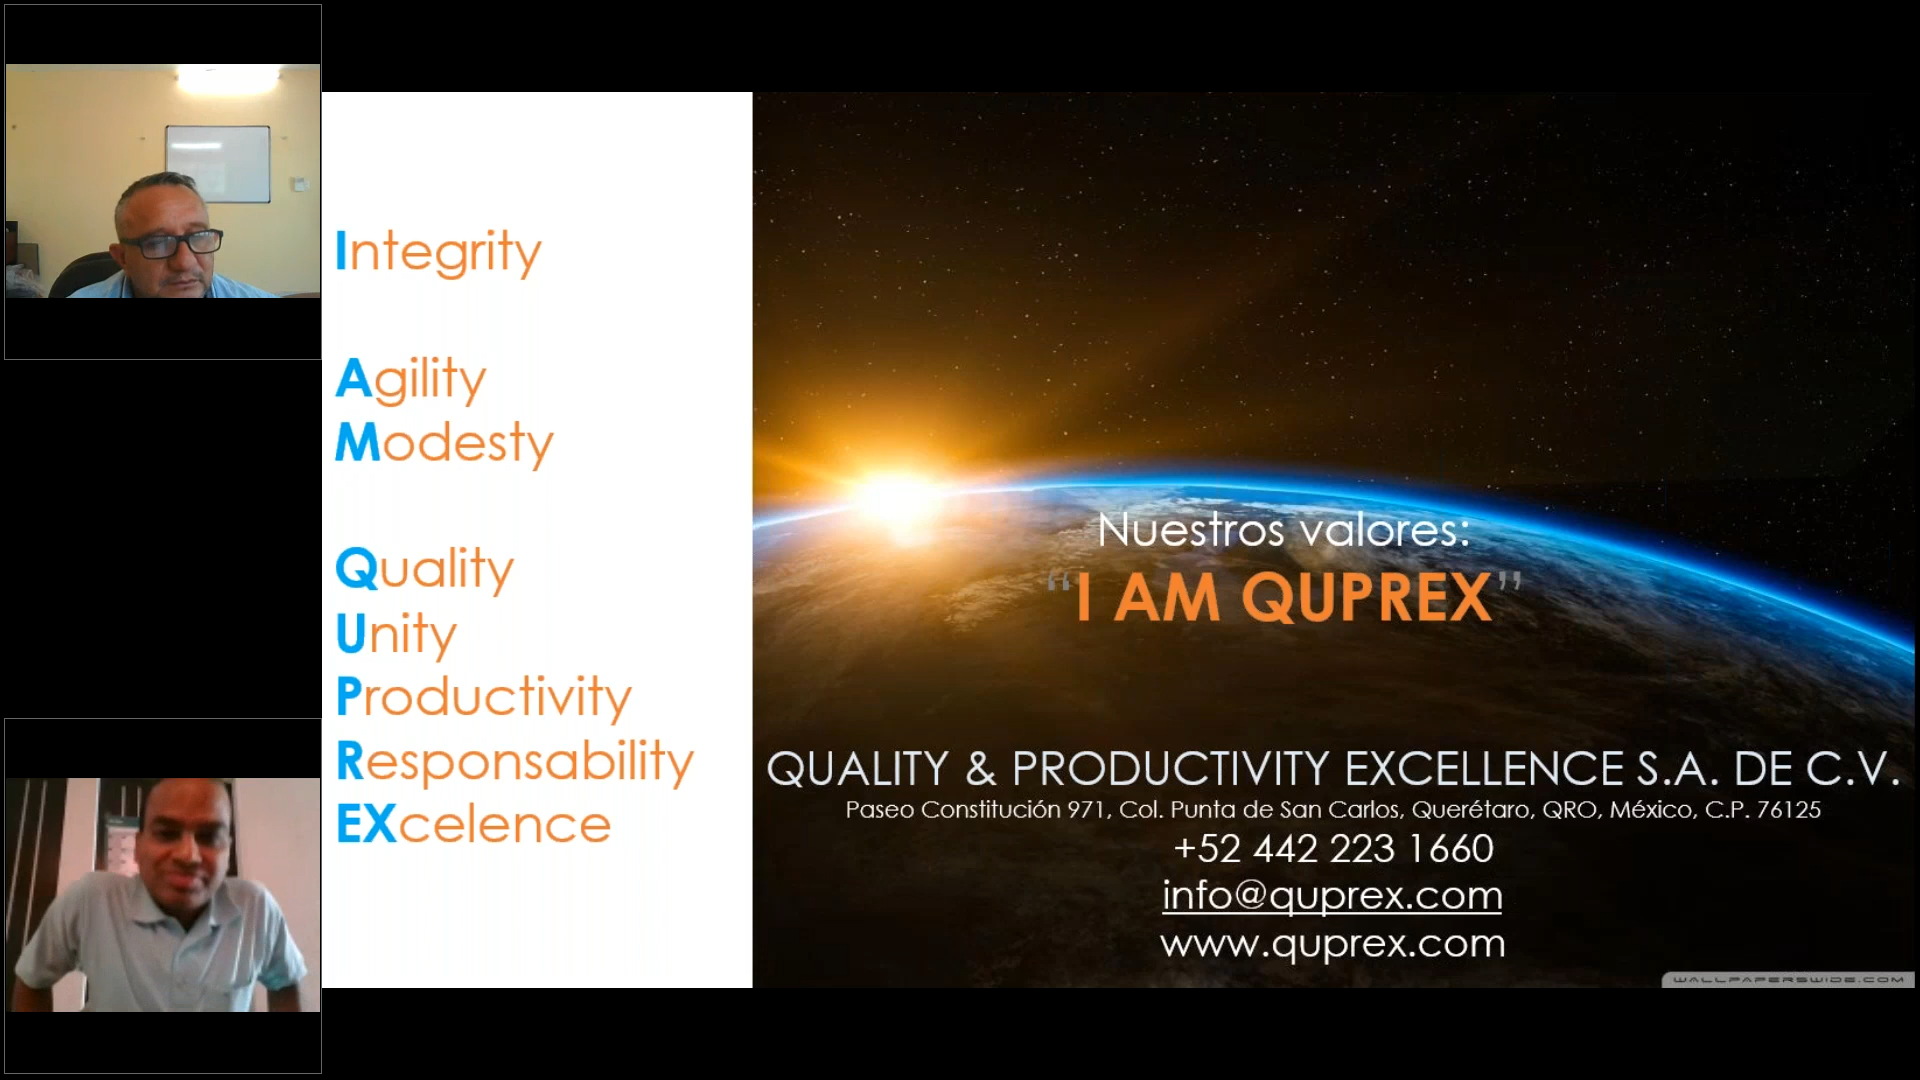 Integrity
Agility
Modesty
Quality
Unity
Productivity
Responsability
EXcelence
Nuestros valores:
“I AM QUPREX”
QUALITY & PRODUCTIVITY EXCELLENCE S.A. DE C.V.
Paseo Constitución 971, Col. Punta de San Carlos, Querétaro, QRO, México, C.P. 76125
+52 442 223 1660
info@quprex.com
www.quprex.com
WALLPAPERSWIDE.COM